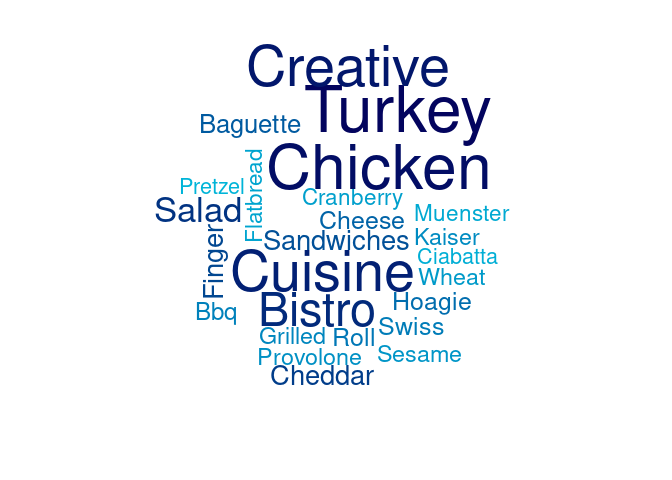 Creative
Turkey
Baguette
Chicken
Pretzel
Flatbread
Cranberry
Salad
Cheese
Muenster
Sandwiches
Kaiser
Finger
Cuisine
Ciabatta
Wheat
Bistro
Hoagie
Bbq
Swiss
Grilled
Roll
Provolone
Sesame
Cheddar